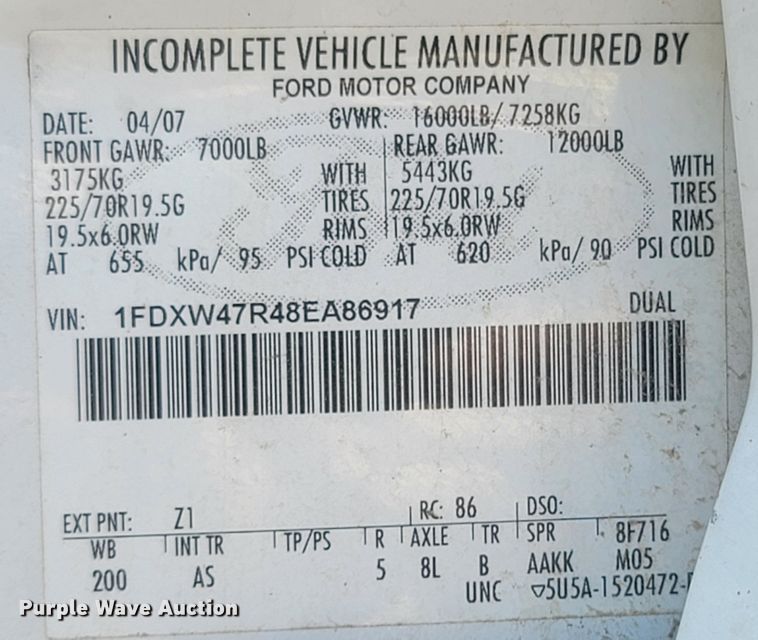 INCOMPLETE VEHICLE MANUFACTURED BY
FORD MOTOR COMPANY
DATE: 04/07 GVWR: 16000LB/ 7258KG
FRONT GAWR: 7000LB REAR GAWR: 12000LB
3175KG WITH 5443KG WITH
225/70R19.5G TIRES 225/70R19.5G TIRES
19.5x6.0RW RIMS 19.5x6.0RW RIMS
AT 655 kPa/ 95 PSI COLD AT 620 kPa/ 90 PSI COLD
VIN: 1FDXW47R48EA86917 DUAL
EXT PNT: Z1 RC: 86 DSO:
WB INT TR TP/PS R AXLE TR SPR 8F716
200 AS 5 8L B AAKK M05
UNC ▽5U5A-1520472-
Purple Wave Auction